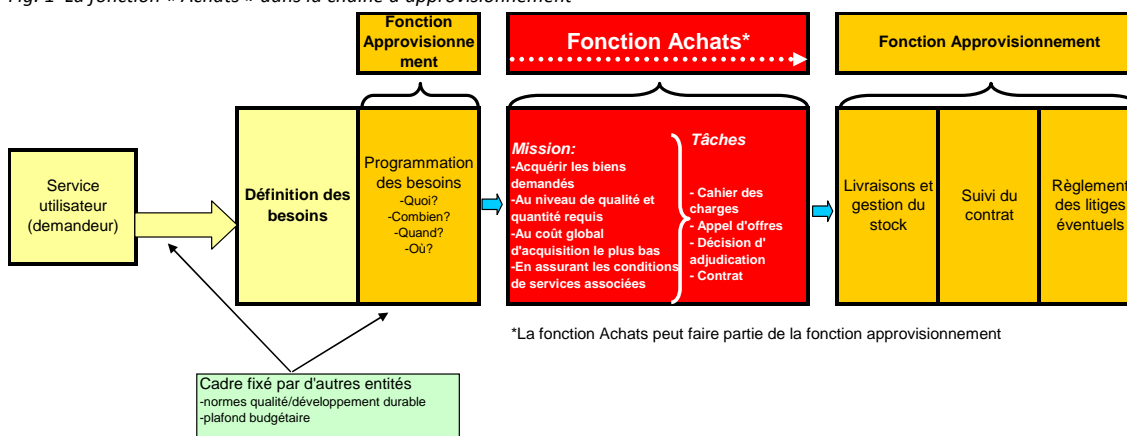 Fig. 1 La fonction « Achats » dans la chaîne d'approvisionnement
Fonction
Approvisionne
ment
Fonction Achats*
Fonction Approvisionnement
Service
utilisateur
(demandeur)
Définition des
besoins
Programmation
des besoins
-Quoi?
-Combien?
-Quand?
-Où?
Mission:
-Acquérir les biens
demandés
-Au niveau de qualité et
quantité requis
-Au coût global
d'acquisition le plus bas
-En assurant les conditions
de services associées
Tâches
- Cahier des
charges
- Appel d'offres
- Décision d'
adjudication
- Contrat
Livraisons et
gestion du
stock
Suivi du
contrat
Règlement
des litiges
éventuels
*La fonction Achats peut faire partie de la fonction approvisionnement
Cadre fixé par d'autres entités
-normes qualité/développement durable
-plafond budgétaire